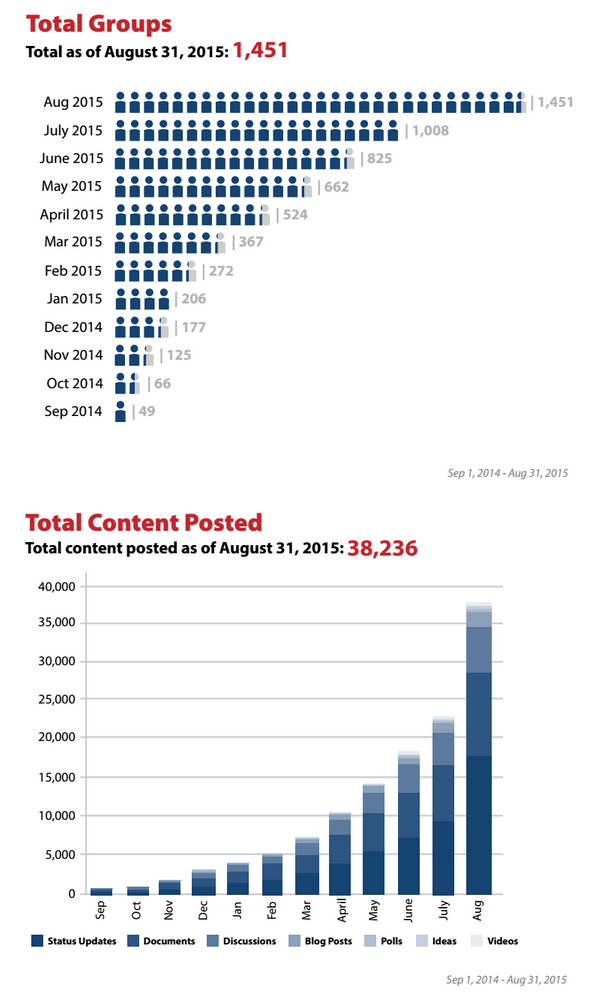 Total Groups
Total as of August 31, 2015: 1,451
Aug 2015 | 1,451
July 2015 | 1,008
June 2015 | 825
May 2015 | 662
April 2015 | 524
Mar 2015 | 367
Feb 2015 | 272
Jan 2015 | 206
Dec 2014 | 177
Nov 2014 | 125
Oct 2014 | 66
Sep 2014 | 49
Sep 1, 2014 - Aug 31, 2015
Total Content Posted
Total content posted as of August 31, 2015: 38,236
40,000
35,000
30,000
25,000
20,000
15,000
10,000
5,000
0
Sep Oct Nov Dec Jan Feb Mar April May June July Aug
Status Updates Documents Discussions Blog Posts Polls Ideas Videos
Sep 1, 2014 - Aug 31, 2015